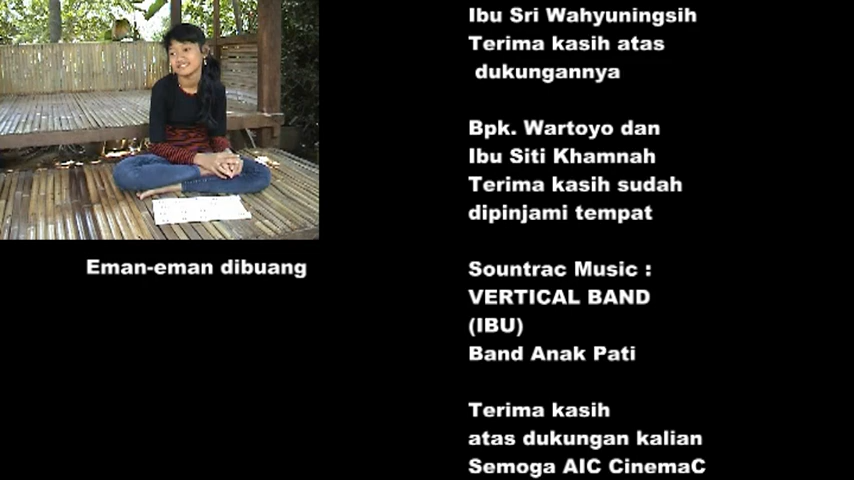 Ibu Sri Wahyuningsih
Terima kasih atas
dukungannya
Bpk. Wartoyo dan
Ibu Siti Khamnah
Terima kasih sudah
dipinjami tempat
Eman-eman dibuang
Sountrac Music :
VERTICAL BAND
(IBU)
Band Anak Pati
Terima kasih
atas dukungan kalian
Semoga AIC CinemaC